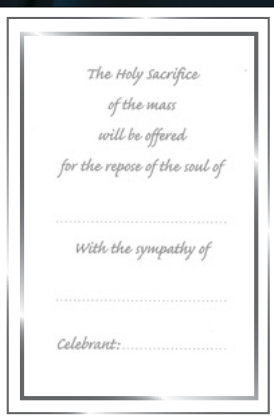 The Holy Sacrifice
of the mass
will be offered
for the repose of the soul of
With the sympathy of
Celebrant: